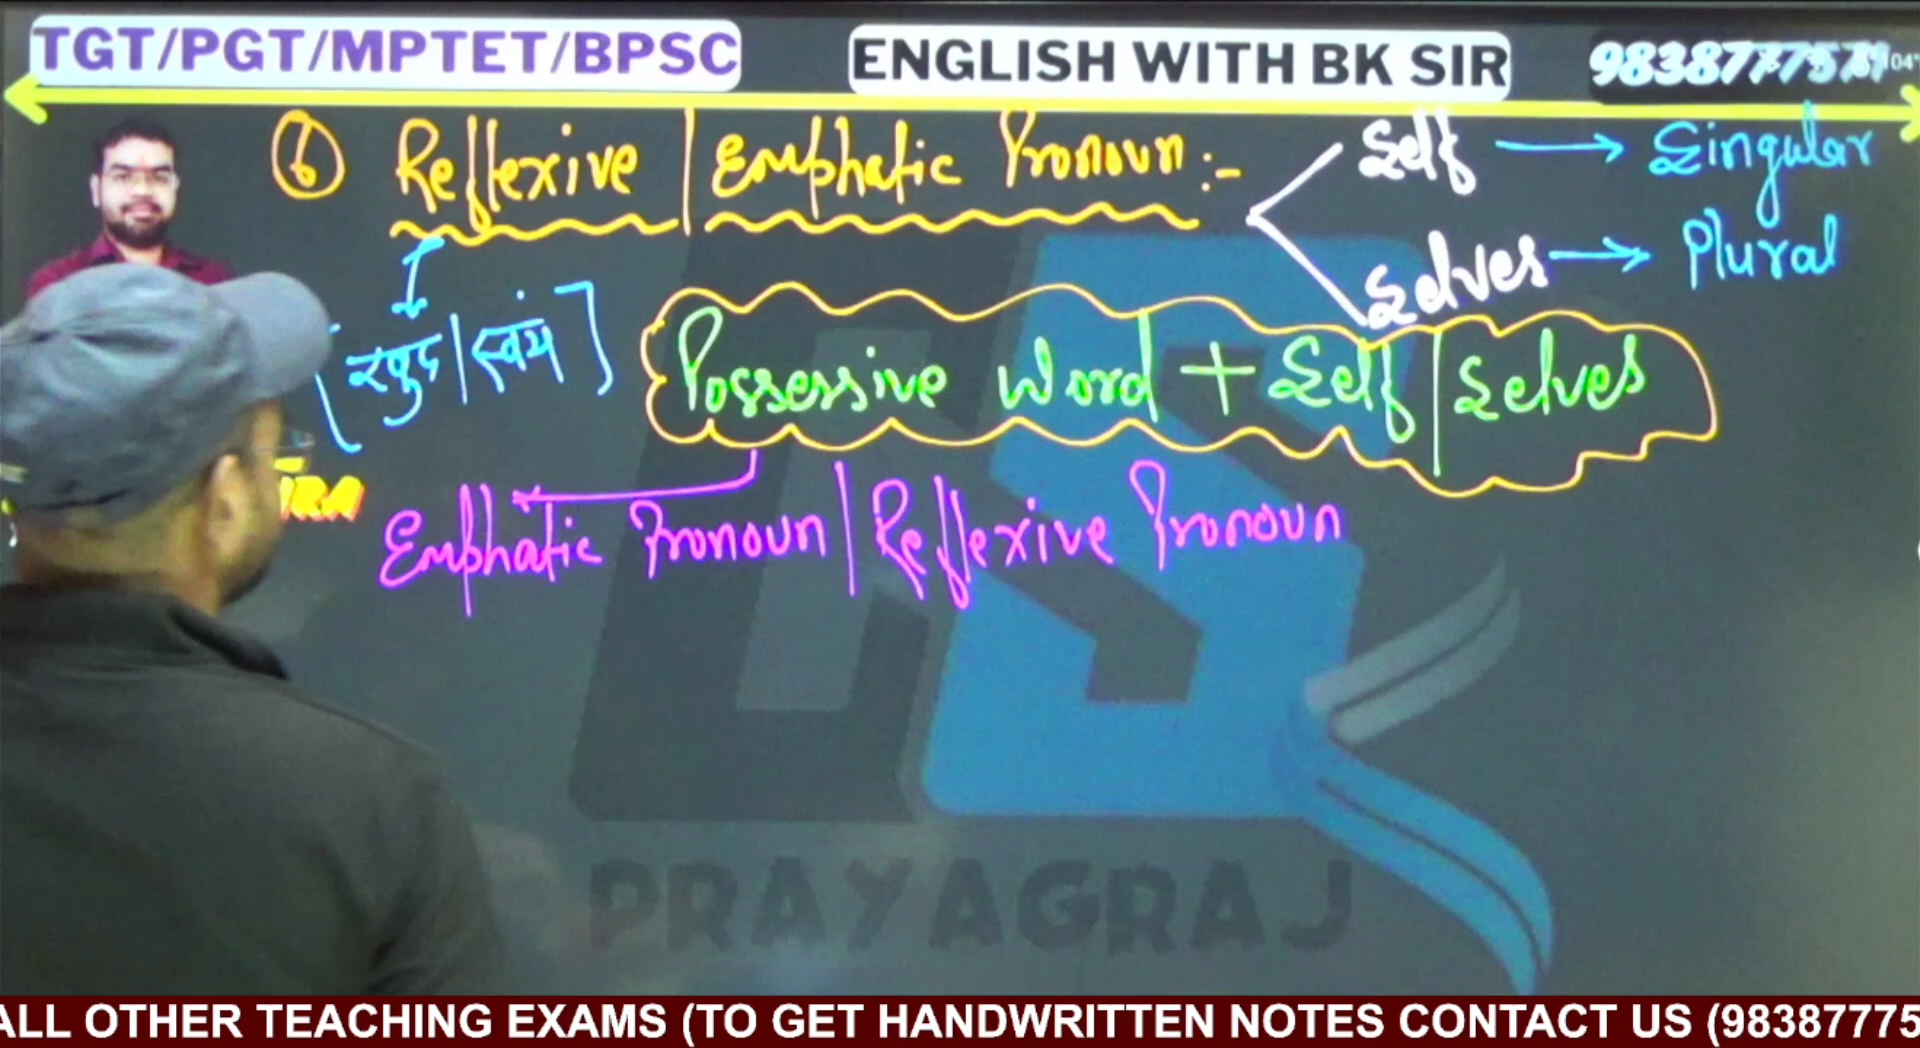 TGT/PGT/MPTET/BPSC
ENGLISH WITH BK SIR
6 Reflexive | Emphatic Pronoun :-
Self → Singular
Selves → Plural
[खुद | स्वयं]
Possessive Word + Self | Selves
Emphatic Pronoun | Reflexive Pronoun
PRAYAGRAJ
ALL OTHER TEACHING EXAMS (TO GET HANDWRITTEN NOTES CONTACT US (98387775